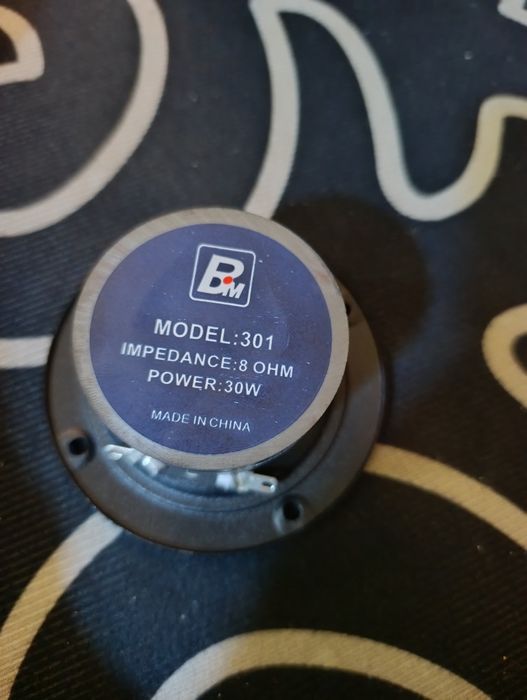 BM
MODEL:301
IMPEDANCE:8 OHM
POWER:30W
MADE IN CHINA